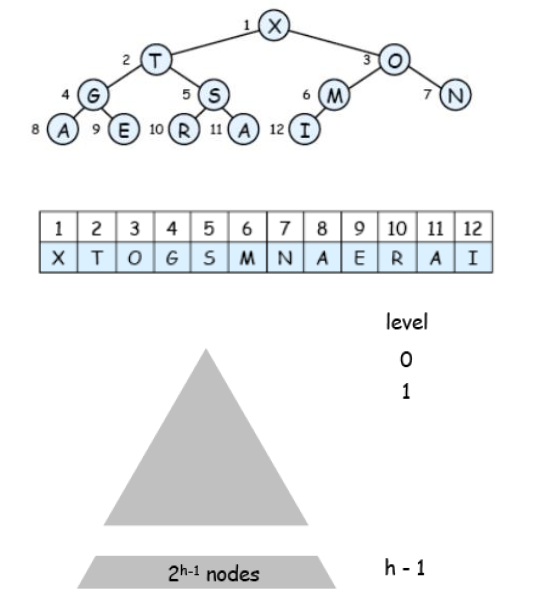 1 X
2 T 3 O
4 G 5 S 6 M 7 N
8 A 9 E 10 R 11 A 12 I
1 2 3 4 5 6 7 8 9 10 11 12
X T O G S M N A E R A I
level
0
1
2ʰ⁻¹ nodes h - 1